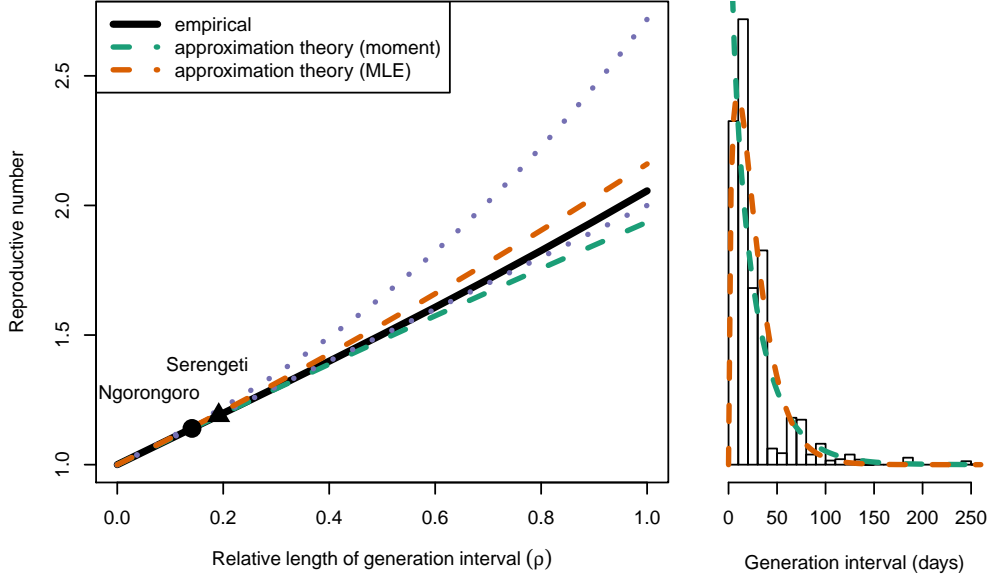 empirical
approximation theory (moment)
approximation theory (MLE)
Reproductive number
1.0
1.5
2.0
2.5
Serengeti
Ngorongoro
0.0 0.2 0.4 0.6 0.8 1.0
Relative length of generation interval (ρ)
0 50 100 150 200 250
Generation interval (days)